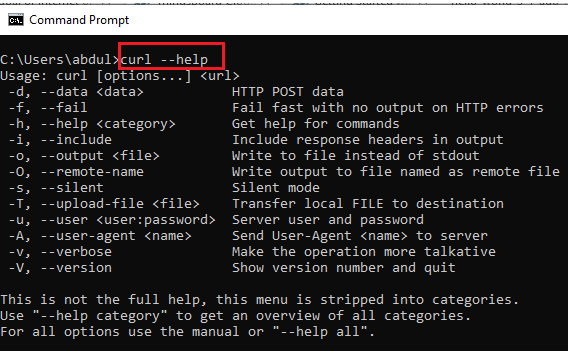 Command Prompt
C:\Users\abdul>curl --help
Usage: curl [options...] <url>
 -d, --data <data>          HTTP POST data
 -f, --fail                 Fail fast with no output on HTTP errors
 -h, --help <category>      Get help for commands
 -i, --include              Include response headers in output
 -o, --output <file>        Write to file instead of stdout
 -O, --remote-name          Write output to file named as remote file
 -s, --silent               Silent mode
 -T, --upload-file <file>   Transfer local FILE to destination
 -u, --user <user:password> Server user and password
 -A, --user-agent <name>    Send User-Agent <name> to server
 -v, --verbose              Make the operation more talkative
 -V, --version              Show version number and quit
This is not the full help, this menu is stripped into categories.
Use "--help category" to get an overview of all categories.
For all options use the manual or "--help all".